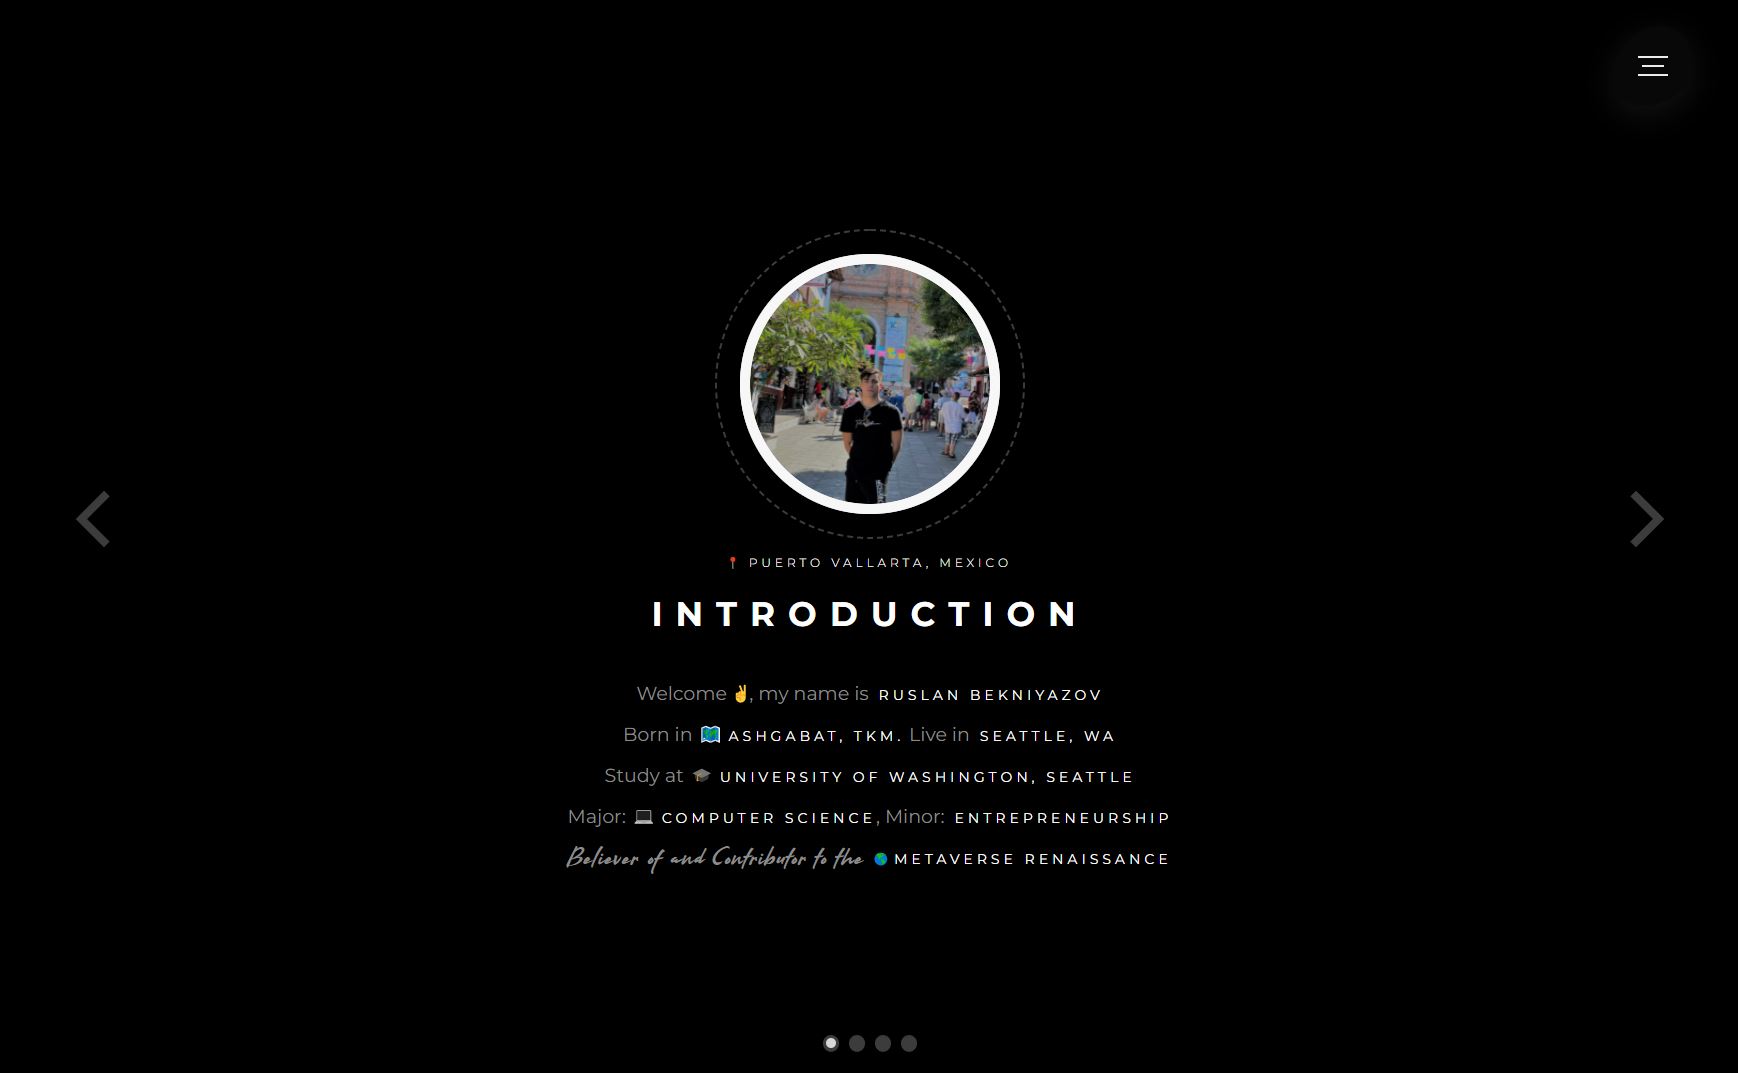 📍 PUERTO VALLARTA, MEXICO
INTRODUCTION
Welcome ✌, my name is RUSLAN BEKNIYAZOV
Born in 🗺 ASHGABAT, TKM. Live in SEATTLE, WA
Study at 🎓 UNIVERSITY OF WASHINGTON, SEATTLE
Major: 💻 COMPUTER SCIENCE, Minor: ENTREPRENEURSHIP
Believer of and Contributor to the 🌎 METAVERSE RENAISSANCE